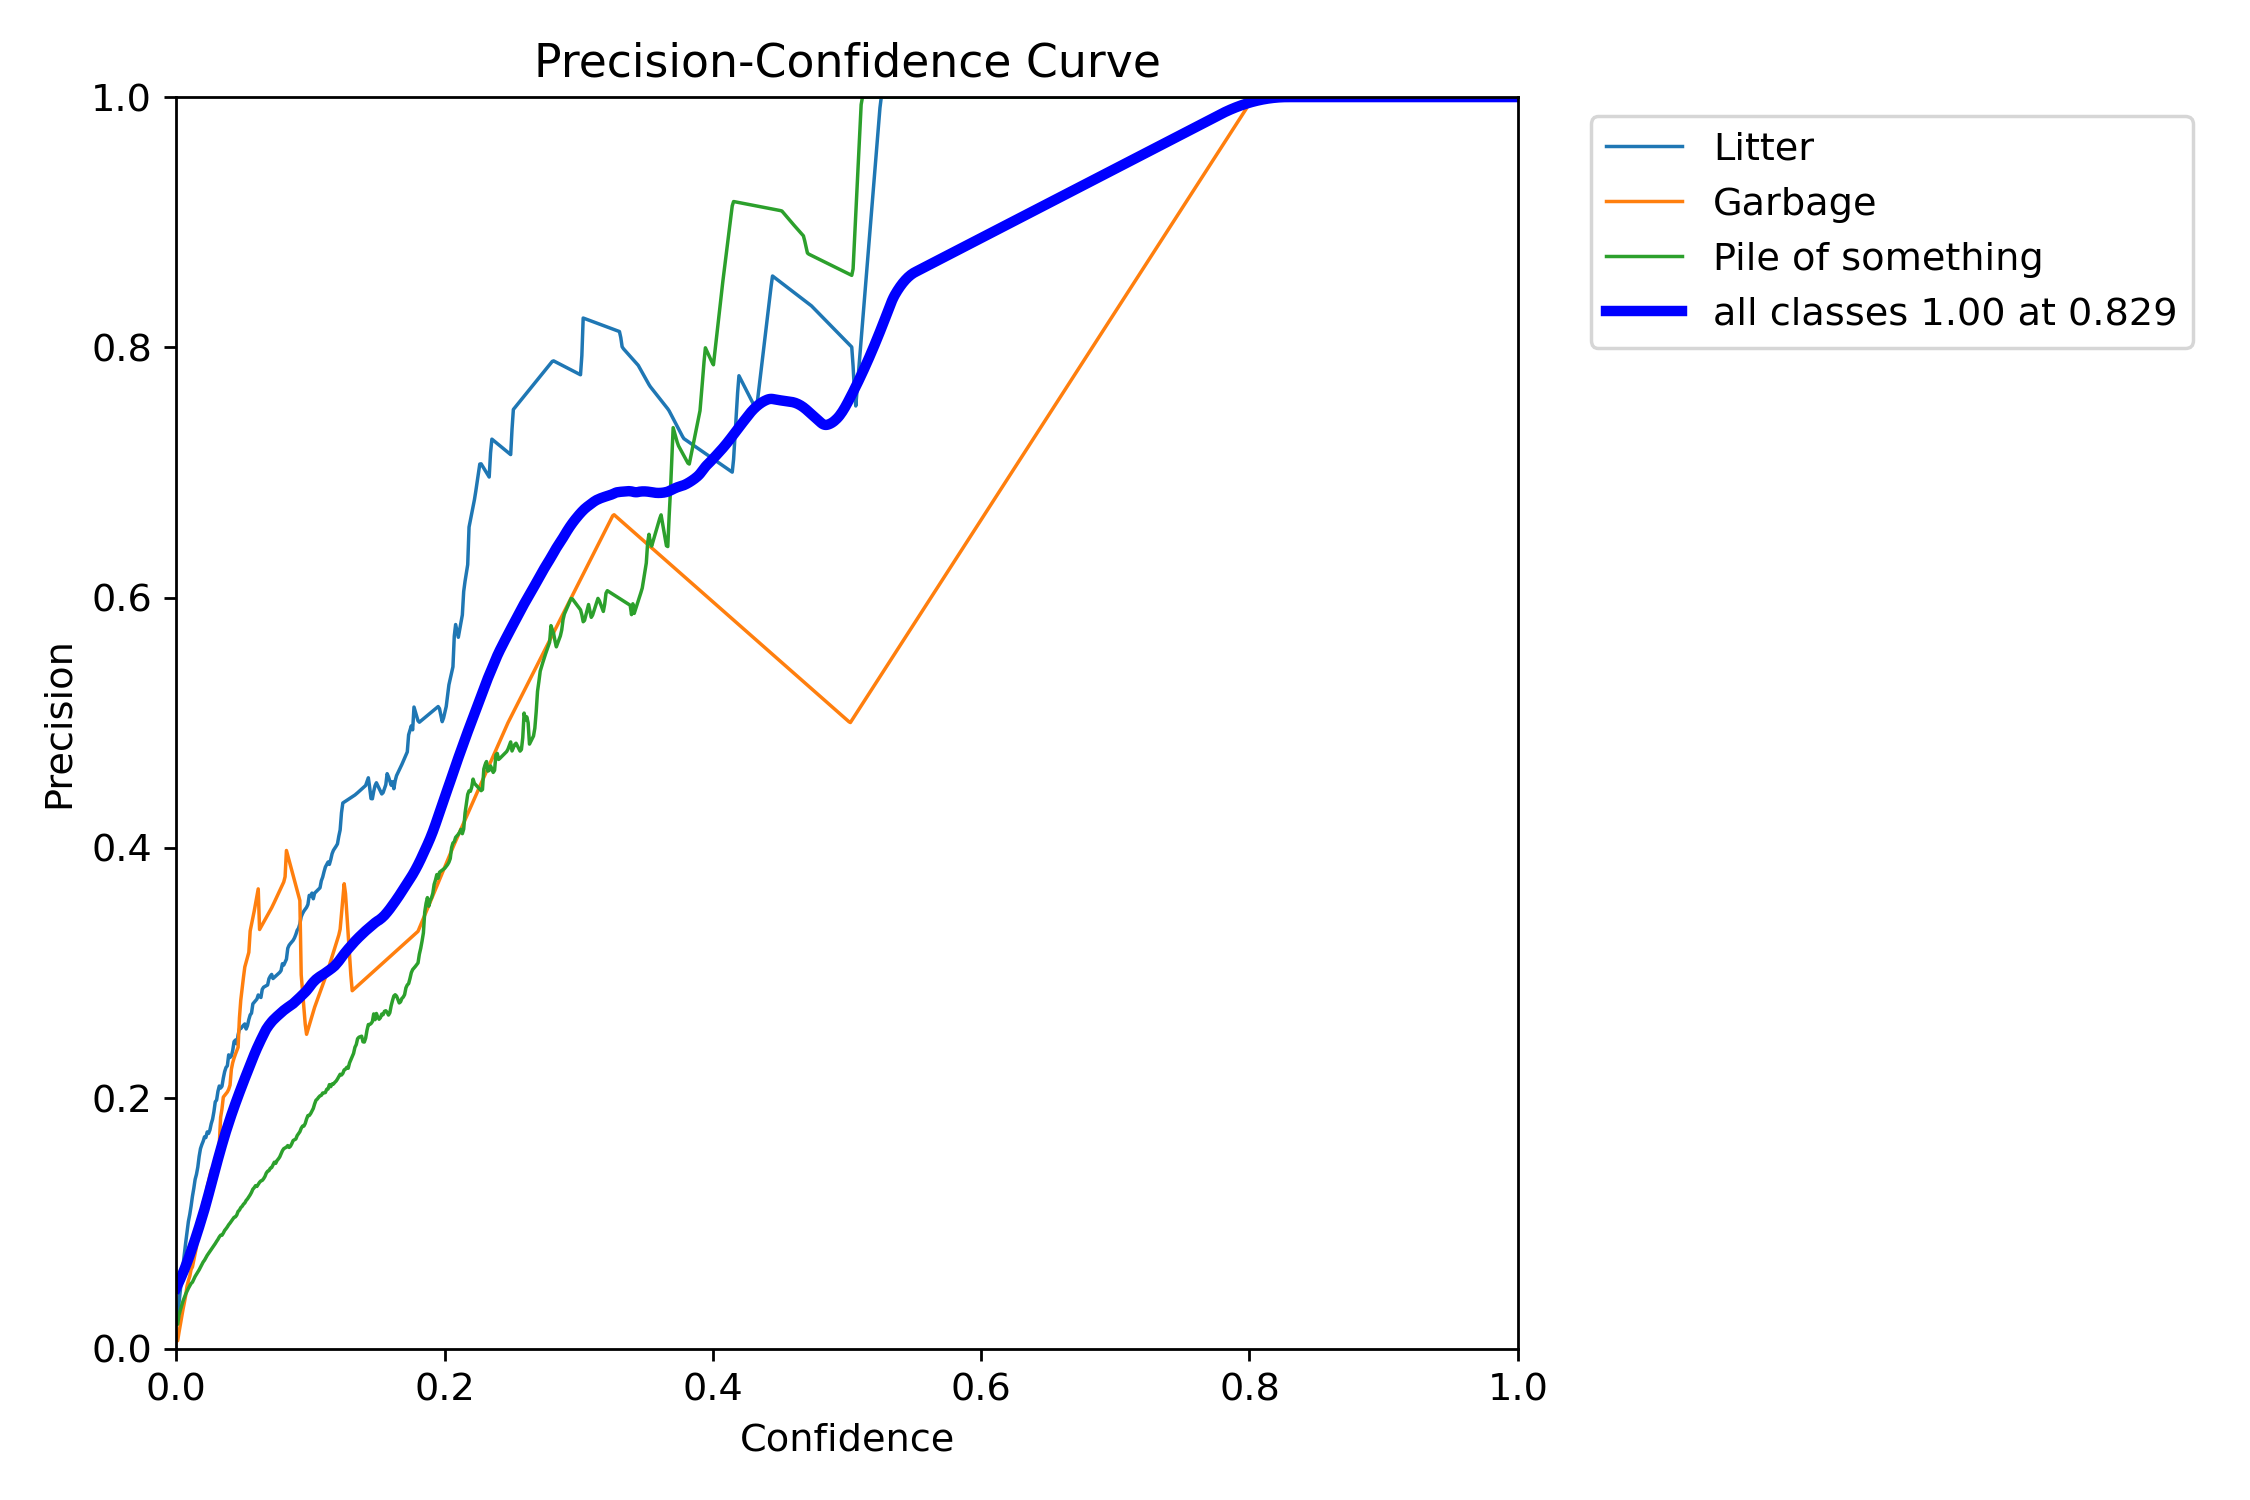 Precision-Confidence Curve
1.0
0.8
0.6
0.4
0.2
0.0
Precision
0.0 0.2 0.4 0.6 0.8 1.0
Confidence
Litter
Garbage
Pile of something
all classes 1.00 at 0.829